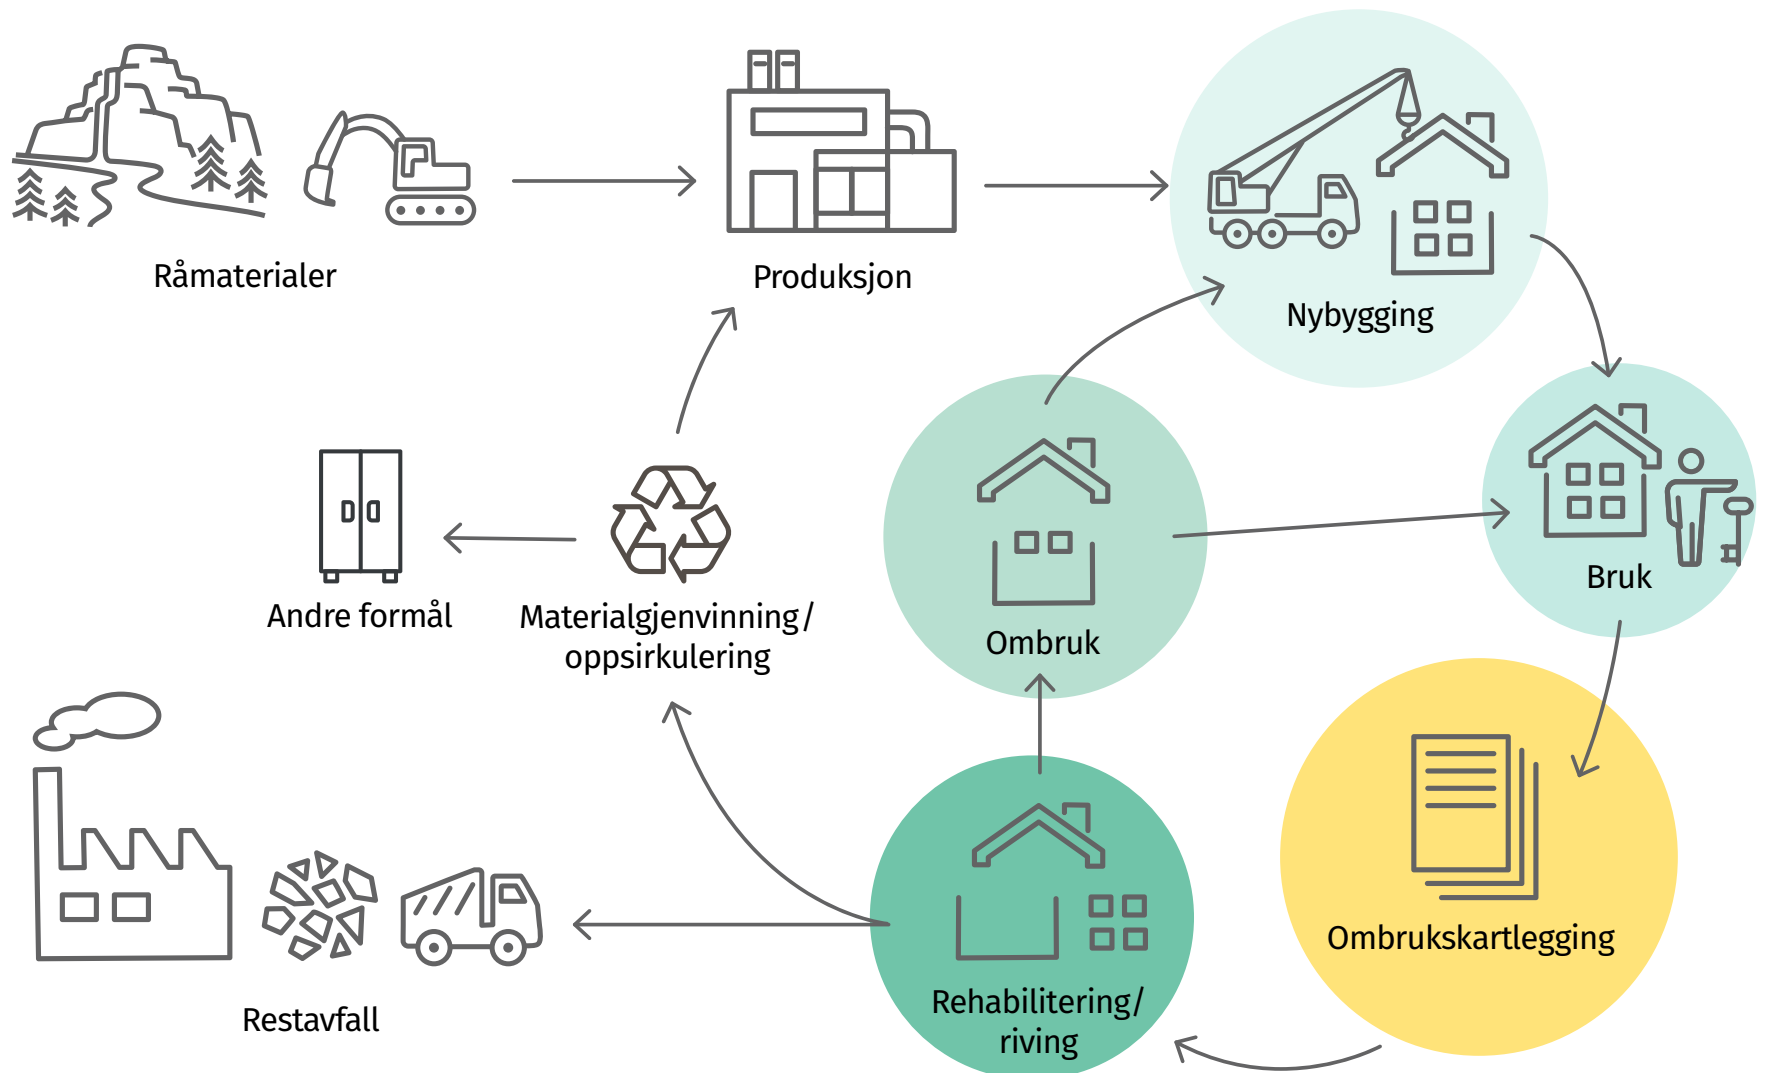 Råmaterialer
Produksjon
Nybygging
Bruk
Andre formål
Materialgjenvinning/
oppsirkulering
Ombruk
Ombrukskartlegging
Rehabilitering/
riving
Restavfall